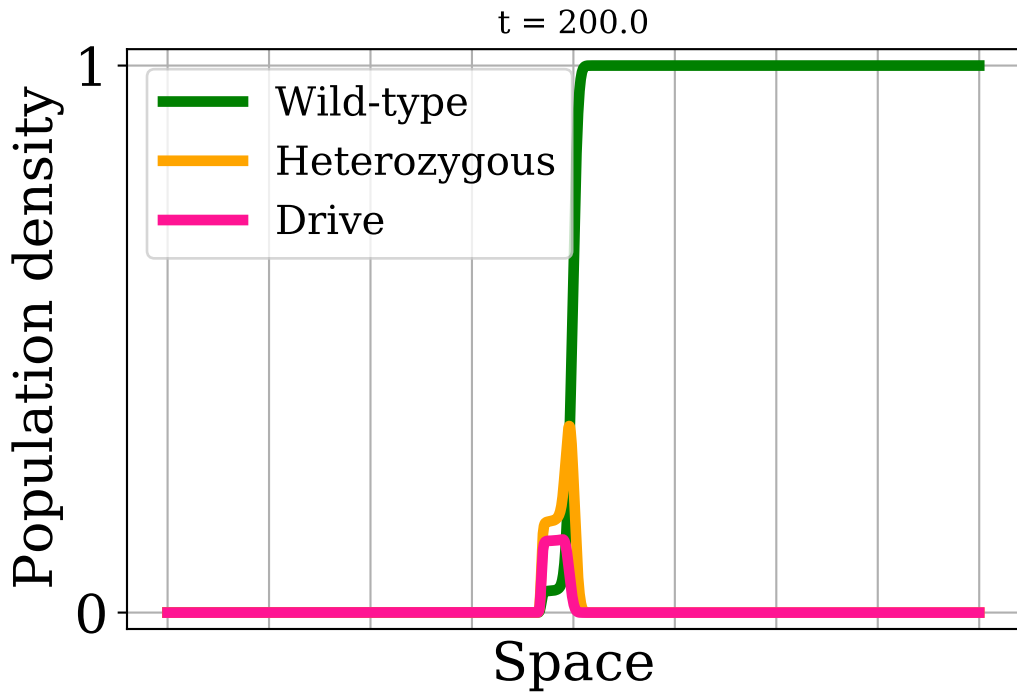 t = 200.0
Population density
1
0
Wild-type
Heterozygous
Drive
Space